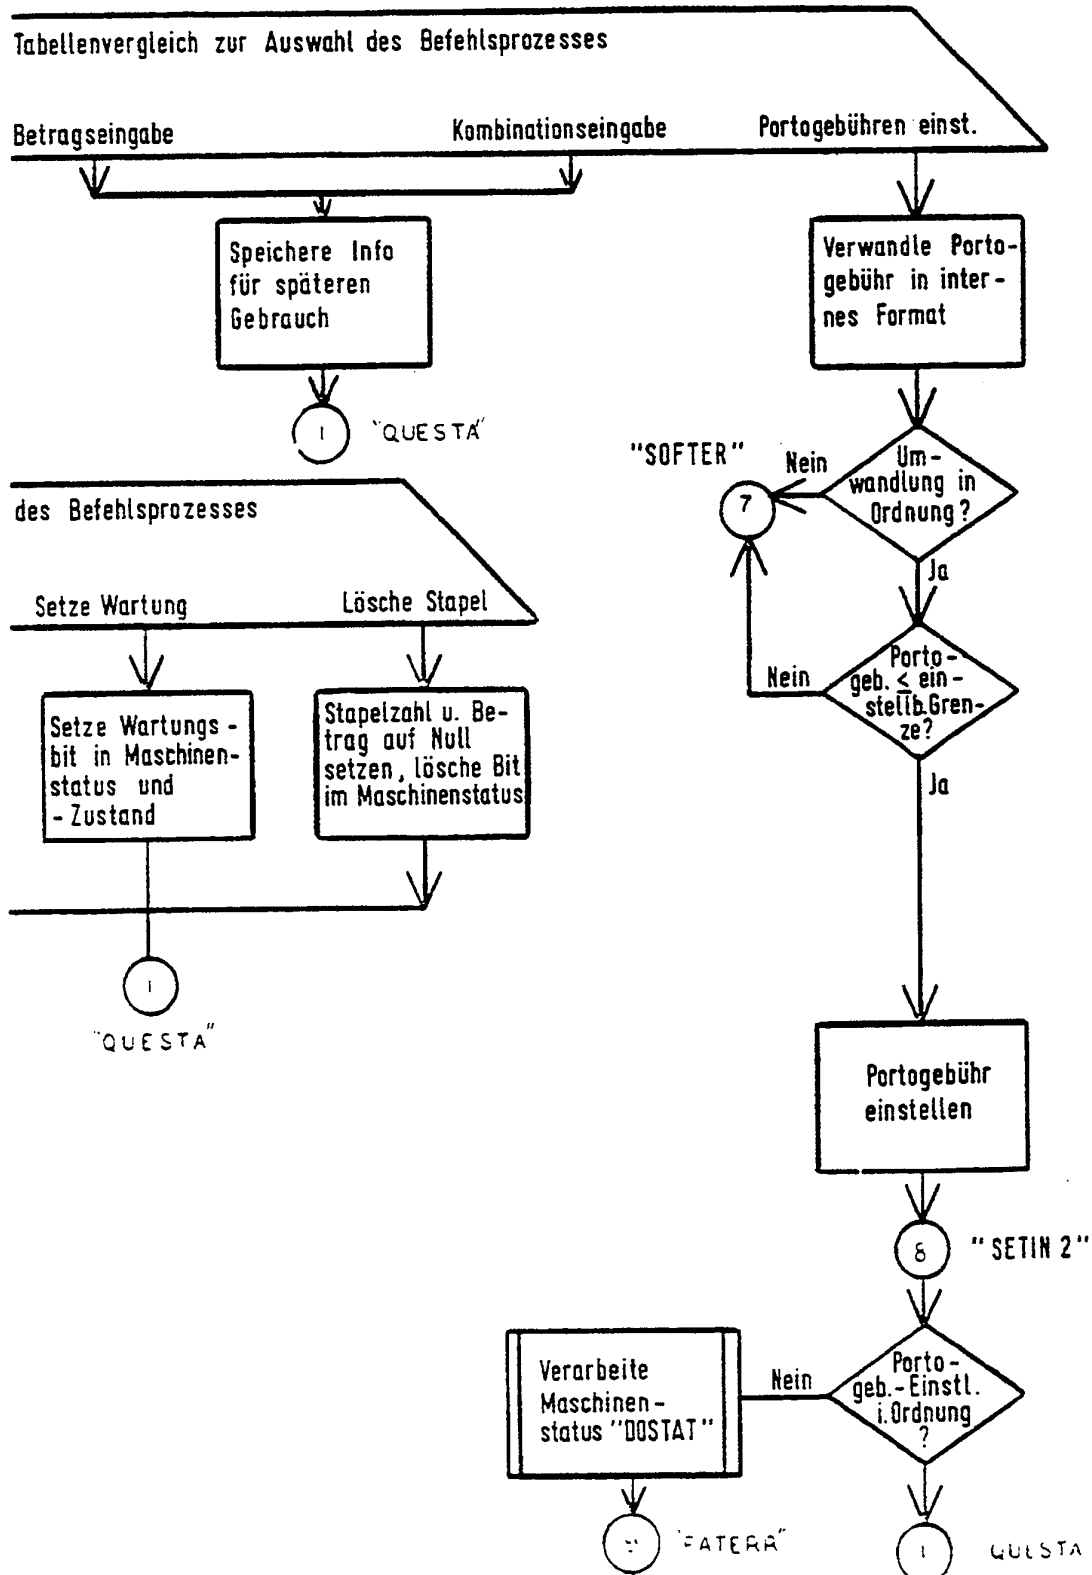 Tabellenvergleich zur Auswahl des Befehlsprozesses
Betragseingabe
Kombinationseingabe
Portogebühren einst.
Speichere Info
für späteren
Gebrauch
Verwandle Porto-
gebühr in inter-
nes Format
1
"QUESTA"
"SOFTER"
Nein
7
Um-
wandlung in
Ordnung?
Ja
des Befehlsprozesses
Setze Wartung
Lösche Stapel
Nein
Porto-
geb. ≤ ein-
stellb.Gren-
ze?
Ja
Setze Wartungs-
bit in Maschinen-
status und
-Zustand
Stapelzahl u. Be-
trag auf Null
setzen, lösche Bit
im Maschinenstatus
1
"QUESTA"
Portogebühr
einstellen
8
"SETIN 2"
Verarbeite
Maschinen-
status "DOSTAT"
Nein
Porto-
geb.-Einstl.
i.Ordnung
?
"FATERR"
1
QUESTA